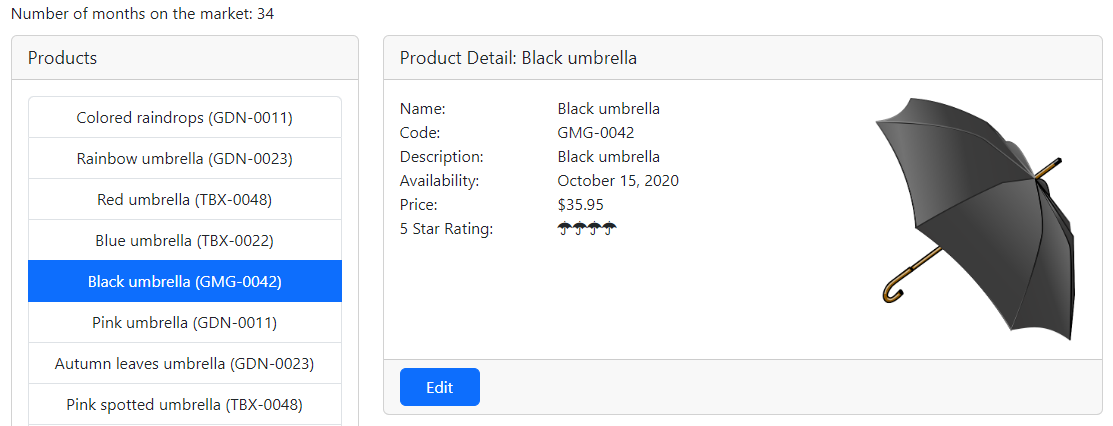 Number of months on the market: 34
Products
Colored raindrops (GDN-0011)
Rainbow umbrella (GDN-0023)
Red umbrella (TBX-0048)
Blue umbrella (TBX-0022)
Black umbrella (GMG-0042)
Pink umbrella (GDN-0011)
Autumn leaves umbrella (GDN-0023)
Pink spotted umbrella (TBX-0048)
Product Detail: Black umbrella
Name: Black umbrella
Code: GMG-0042
Description: Black umbrella
Availability: October 15, 2020
Price: $35.95
5 Star Rating:
Edit